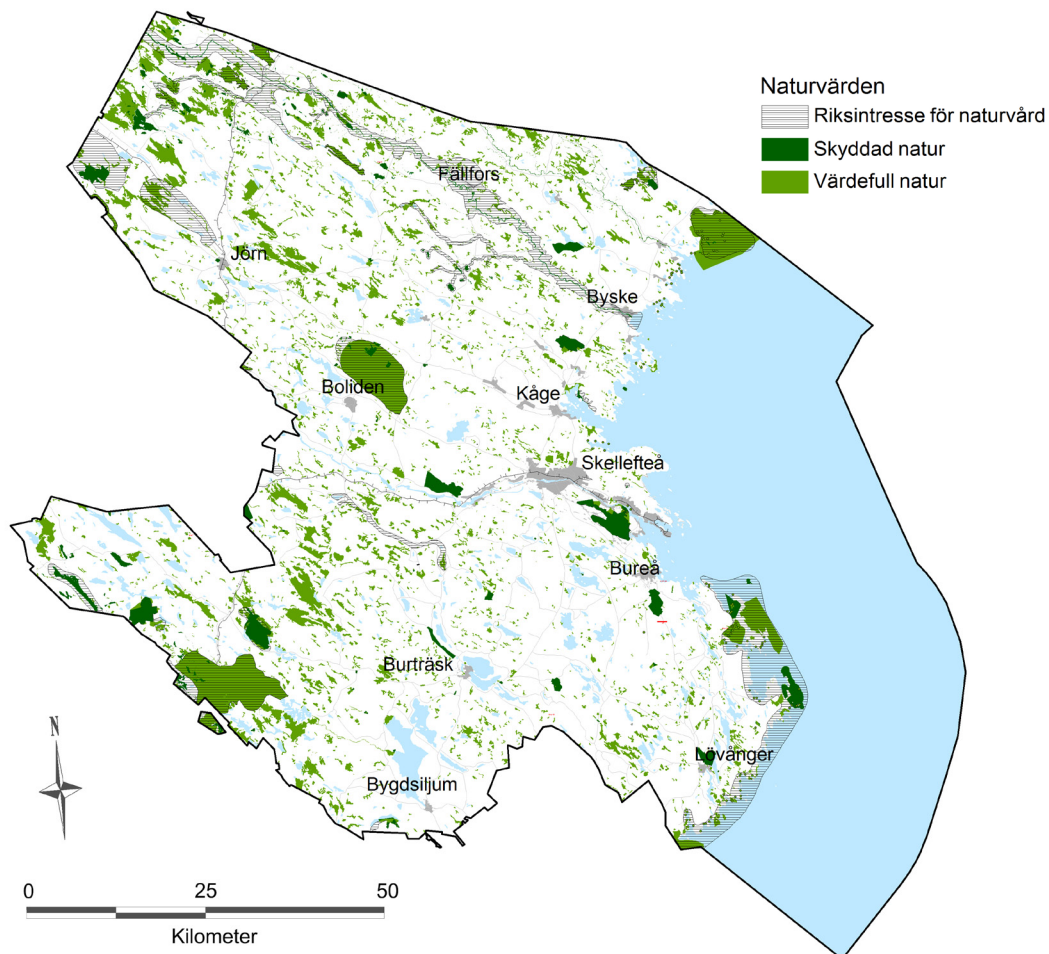 Naturvärden
Riksintresse för naturvård
Skyddad natur
Värdefull natur
Fällfors
Jörn
Byske
Boliden
Kåge
Skellefteå
Bureå
Burträsk
Lövånger
Bygdsiljum
N
0 25 50
Kilometer